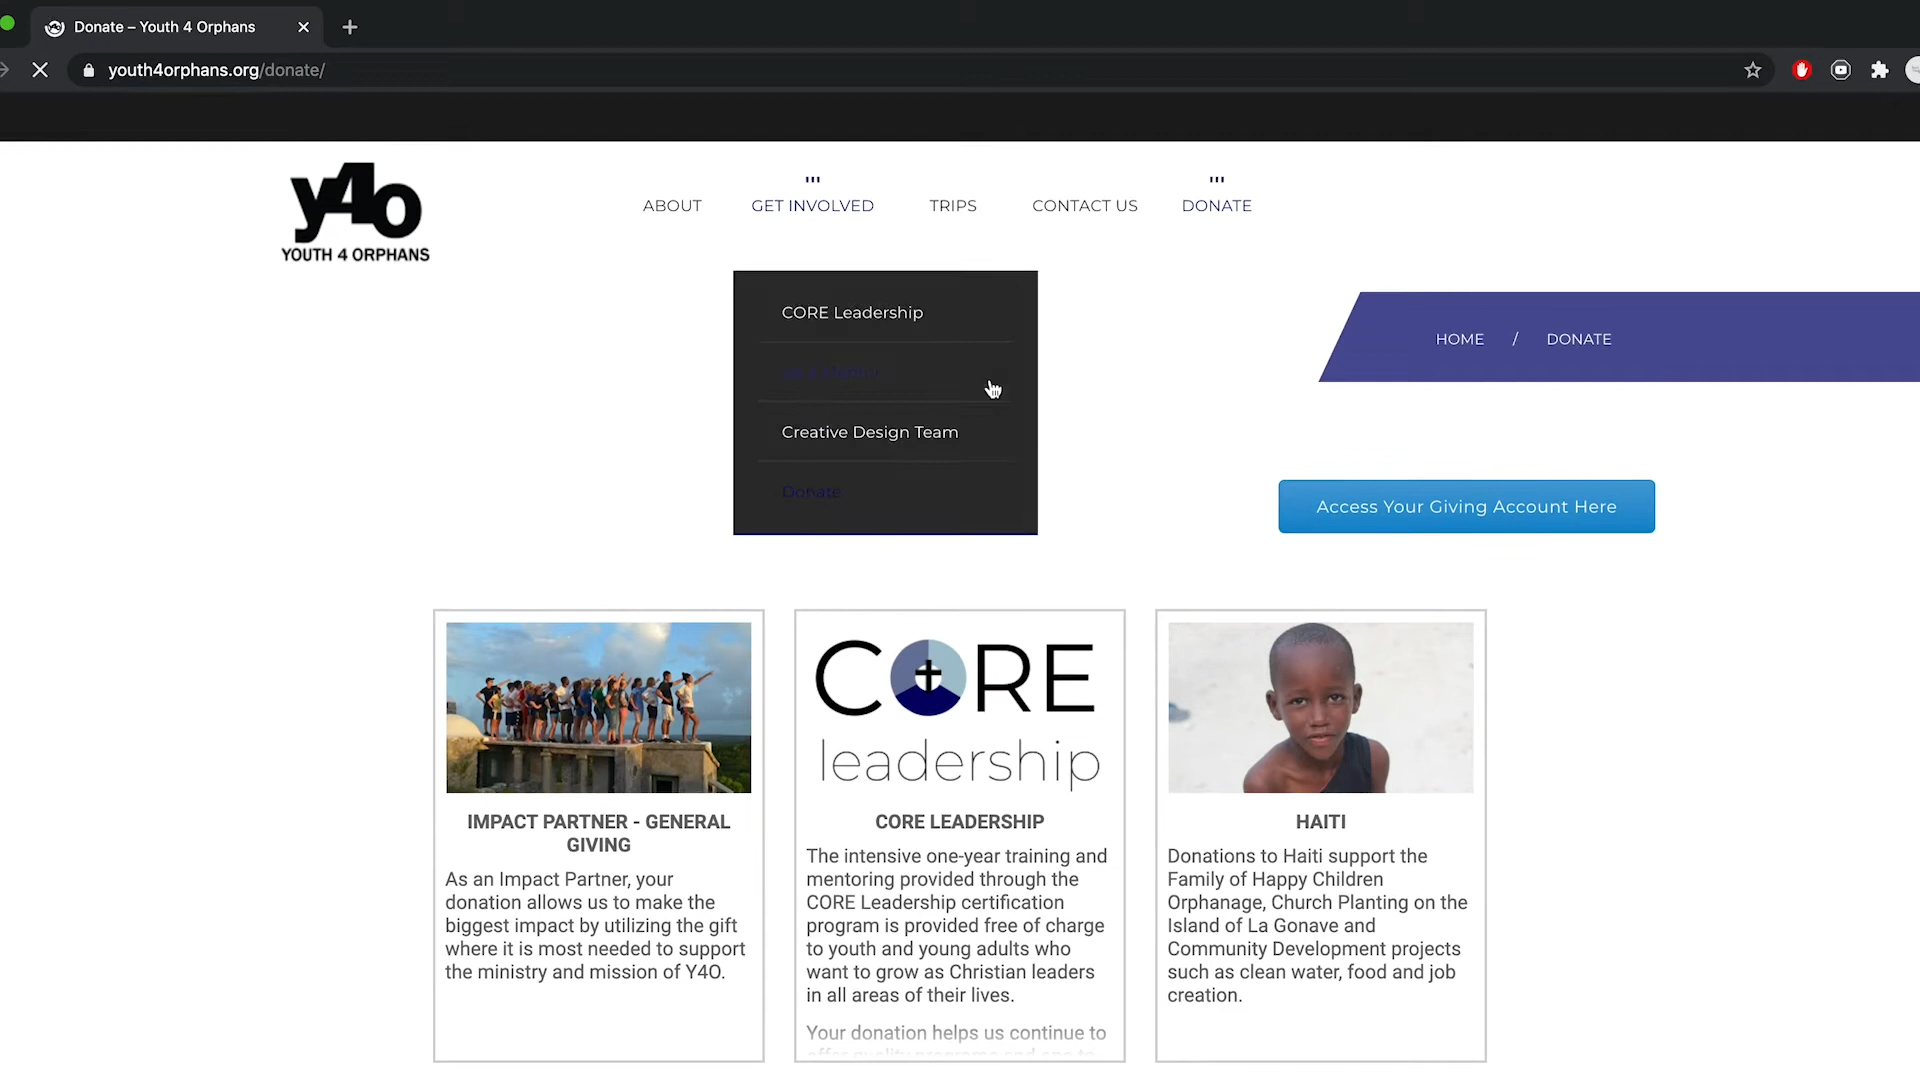 Donate – Youth 4 Orphans
youth4orphans.org/donate/
y4o
YOUTH 4 ORPHANS
ABOUT
GET INVOLVED
TRIPS
CONTACT US
DONATE
CORE Leadership
Creative Design Team
Donate
HOME / DONATE
Access Your Giving Account Here
IMPACT PARTNER - GENERAL
GIVING
As an Impact Partner, your
donation allows us to make the
biggest impact by utilizing the gift
where it is most needed to support
the ministry and mission of Y4O.
CORE
leadership
CORE LEADERSHIP
The intensive one-year training and
mentoring provided through the
CORE Leadership certification
program is provided free of charge
to youth and young adults who
want to grow as Christian leaders
in all areas of their lives.
Your donation helps us continue to
offer quality programs and
HAITI
Donations to Haiti support the
Family of Happy Children
Orphanage, Church Planting on the
Island of La Gonave and
Community Development projects
such as clean water, food and job
creation.